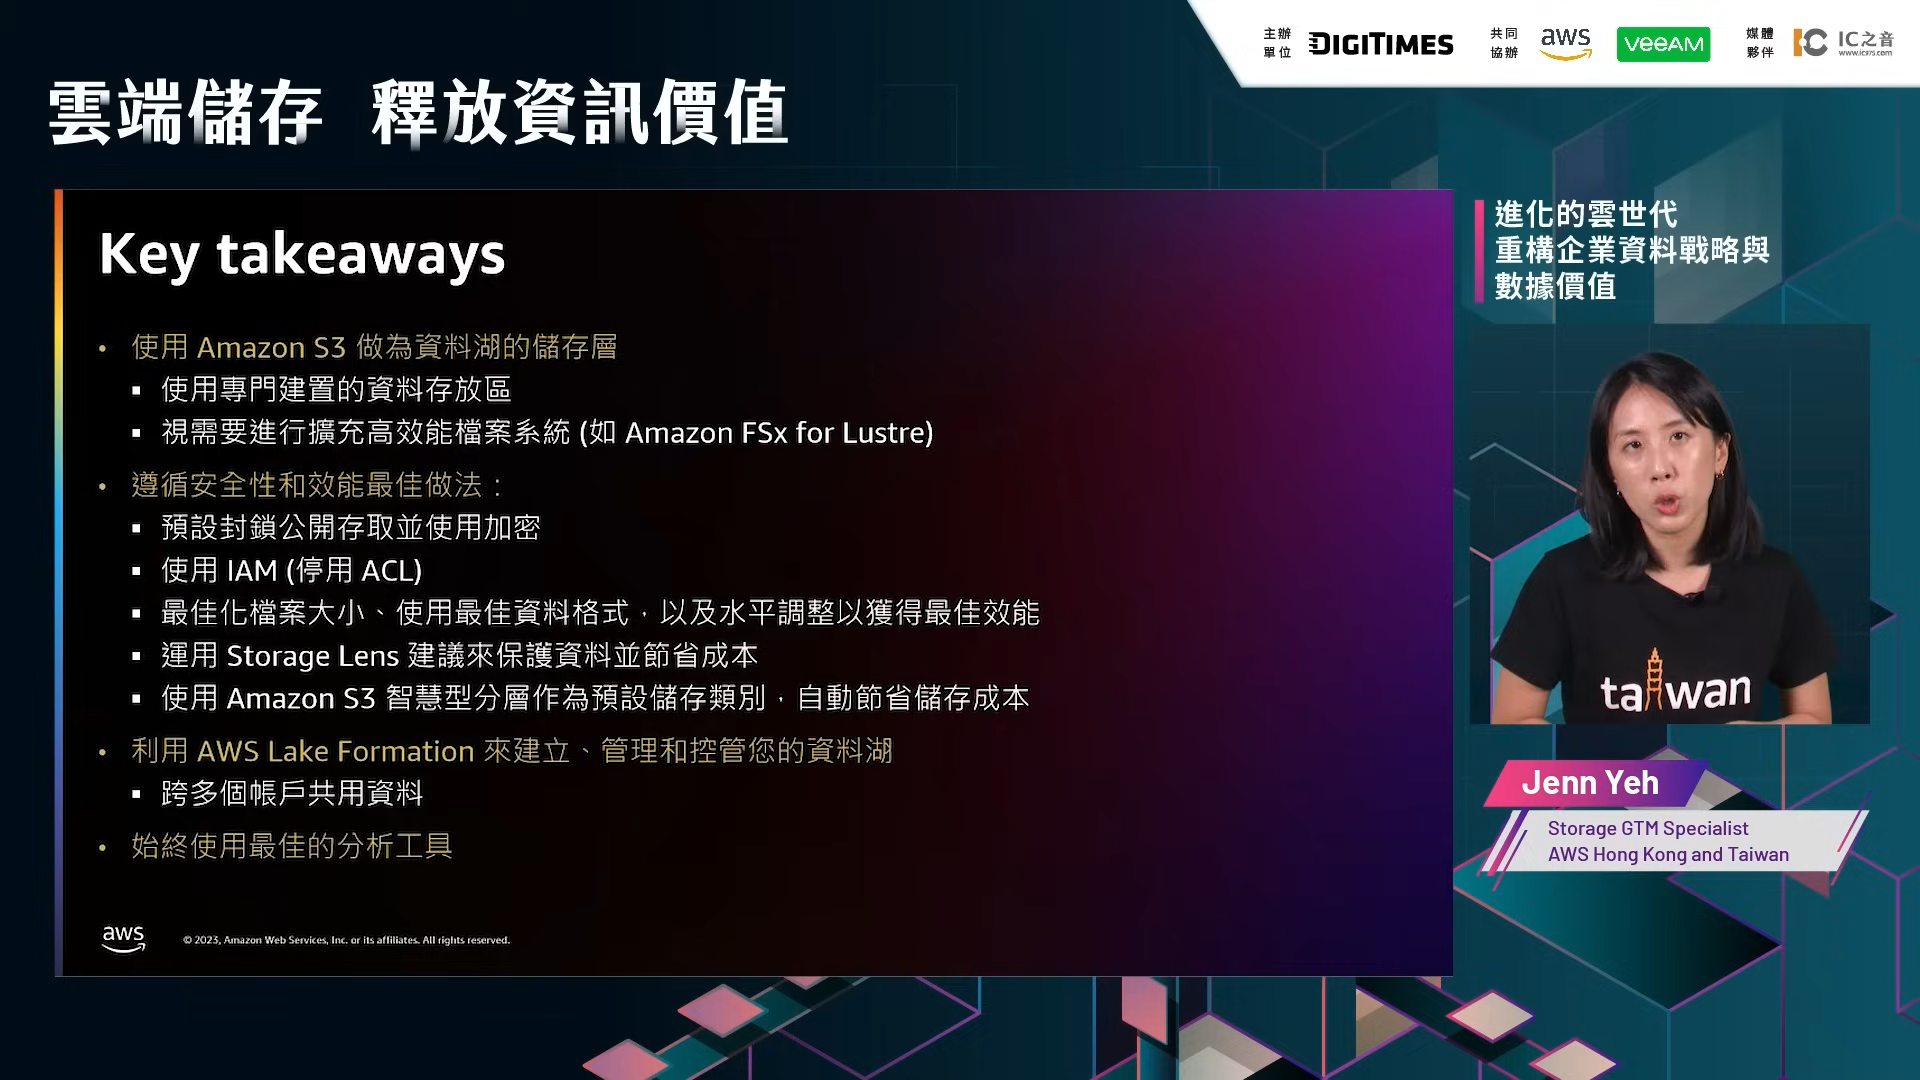 主辦
單位
DIGITIMES
共同
協辦
aws
veeAM
媒體
夥伴
IC之音
www.ic975.com
雲端儲存 釋放資訊價值
Key takeaways
• 使用 Amazon S3 做為資料湖的儲存層
▪ 使用專門建置的資料存放區
▪ 視需要進行擴充高效能檔案系統 (如 Amazon FSx for Lustre)
• 遵循安全性和效能最佳做法：
▪ 預設封鎖公開存取並使用加密
▪ 使用 IAM (停用 ACL)
▪ 最佳化檔案大小、使用最佳資料格式，以及水平調整以獲得最佳效能
▪ 運用 Storage Lens 建議來保護資料並節省成本
▪ 使用 Amazon S3 智慧型分層作為預設儲存類別，自動節省儲存成本
• 利用 AWS Lake Formation 來建立、管理和控管您的資料湖
▪ 跨多個帳戶共用資料
• 始終使用最佳的分析工具
aws
© 2023, Amazon Web Services, Inc. or its affiliates. All rights reserved.
進化的雲世代
重構企業資料戰略與
數據價值
taiwan
Jenn Yeh
Storage GTM Specialist
AWS Hong Kong and Taiwan